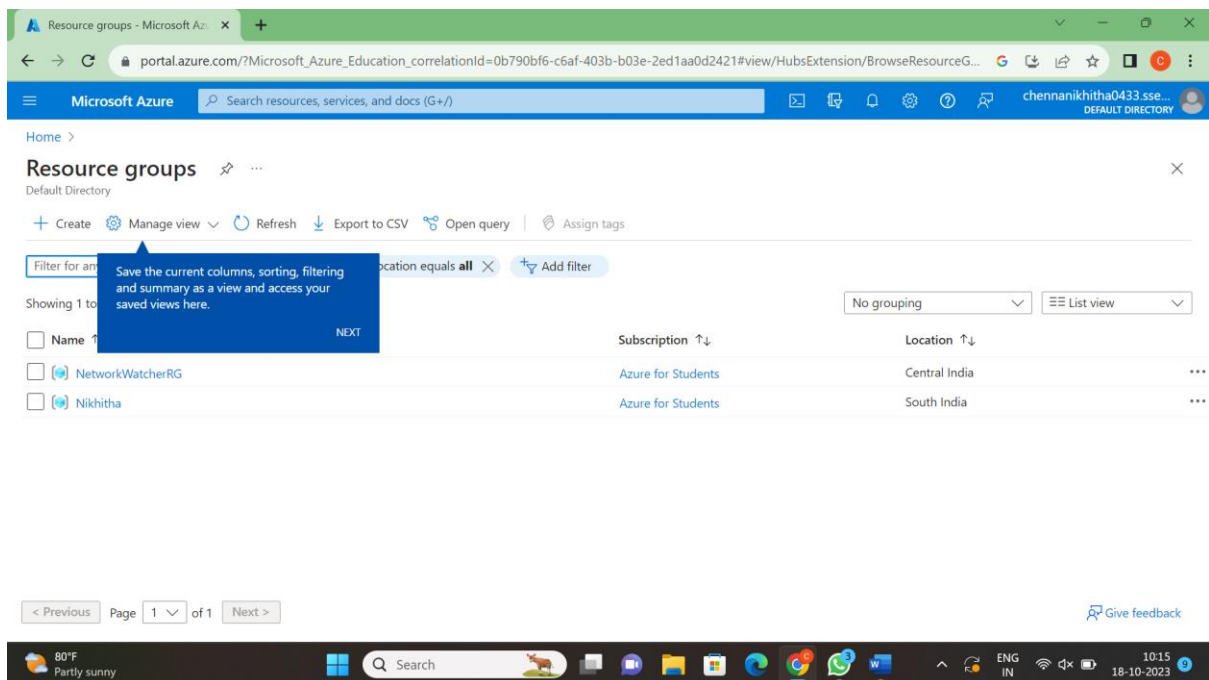 Resource groups - Microsoft Az
portal.azure.com/?Microsoft_Azure_Education_correlationId=0b790bf6-c6af-403b-b03e-2ed1aa0d2421#view/HubsExtension/BrowseResourceG...
G
C
Microsoft Azure
Search resources, services, and docs (G+/)
chennanikhitha0433.sse...
DEFAULT DIRECTORY
Home >
Resource groups
Default Directory
Create Manage view Refresh Export to CSV Open query Assign tags
Filter for an
equals all Add filter
Save the current columns, sorting, filtering
and summary as a view and access your
saved views here.
NEXT
Showing 1 to
No grouping List view
Name Subscription Location
NetworkWatcherRG Azure for Students Central India
Nikhitha Azure for Students South India
< Previous Page 1 of 1 Next >
Give feedback
80°F
Partly sunny
Search
3
W
ENG
IN
10:15
18-10-2023
9